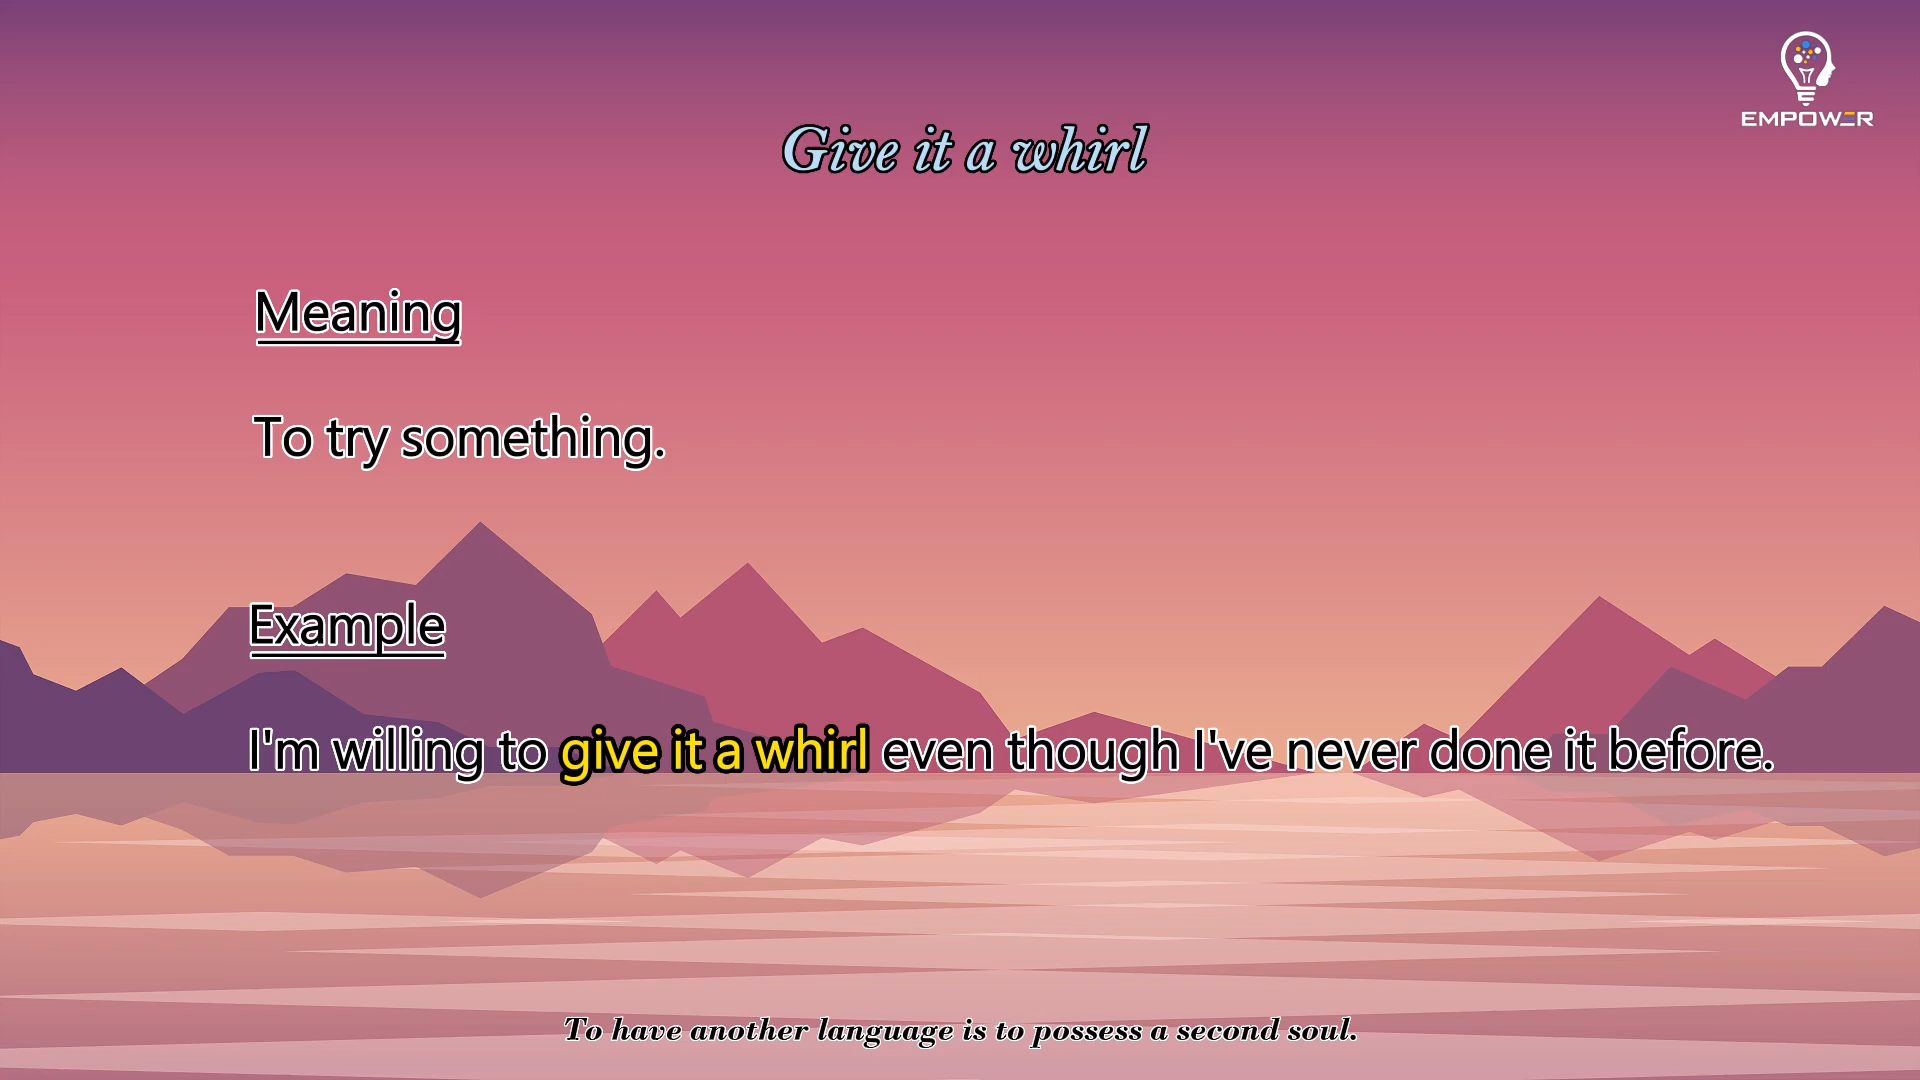 EMPOWER
Give it a whirl
Meaning
To try something.
Example
I'm willing to give it a whirl even though I've never done it before.
To have another language is to possess a second soul.